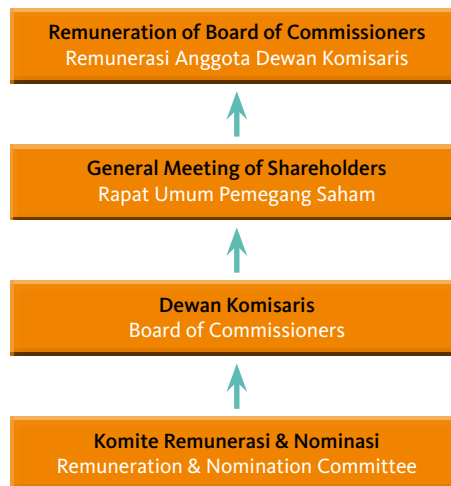 Remuneration of Board of Commissioners
Remunerasi Anggota Dewan Komisaris
General Meeting of Shareholders
Rapat Umum Pemegang Saham
Dewan Komisaris
Board of Commissioners
Komite Remunerasi & Nominasi
Remuneration & Nomination Committee